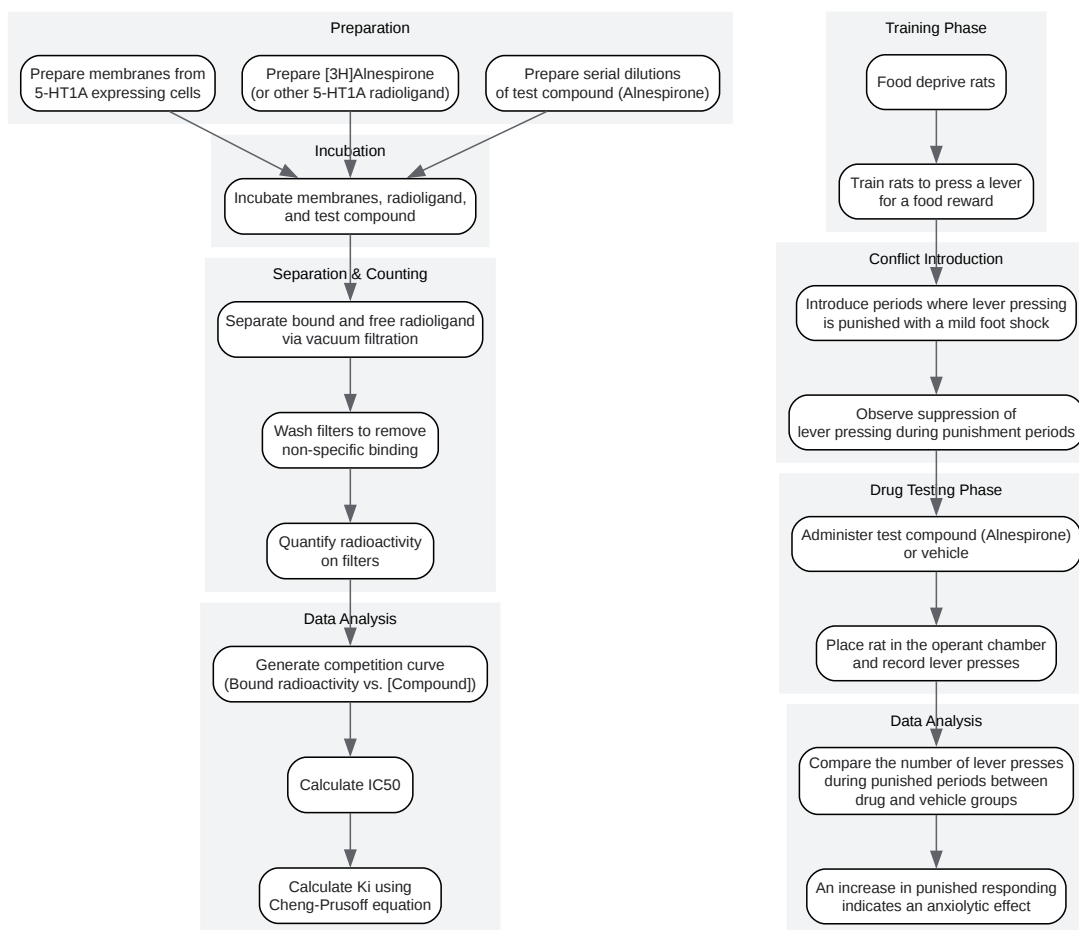 Preparation
Prepare membranes from
5-HT1A expressing cells
Prepare [3H]Alnespirone
(or other 5-HT1A radioligand)
Prepare serial dilutions
of test compound (Alnespirone)
Incubation
Incubate membranes, radioligand,
and test compound
Separation & Counting
Separate bound and free radioligand
via vacuum filtration
Wash filters to remove
non-specific binding
Quantify radioactivity
on filters
Data Analysis
Generate competition curve
(Bound radioactivity vs. [Compound])
Calculate IC50
Calculate Ki using
Cheng-Prusoff equation
Training Phase
Food deprive rats
Train rats to press a lever
for a food reward
Conflict Introduction
Introduce periods where lever pressing
is punished with a mild foot shock
Observe suppression of
lever pressing during punishment periods
Drug Testing Phase
Administer test compound (Alnespirone)
or vehicle
Place rat in the operant chamber
and record lever presses
Data Analysis
Compare the number of lever presses
during punished periods between
drug and vehicle groups
An increase in punished responding
indicates an anxiolytic effect